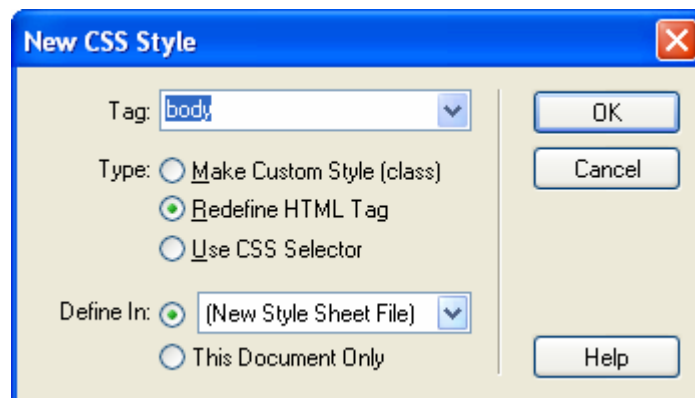 New CSS Style
Tag: body
OK
Type: Make Custom Style (class)
Cancel
Redefine HTML Tag
Use CSS Selector
Define In: (New Style Sheet File)
This Document Only
Help